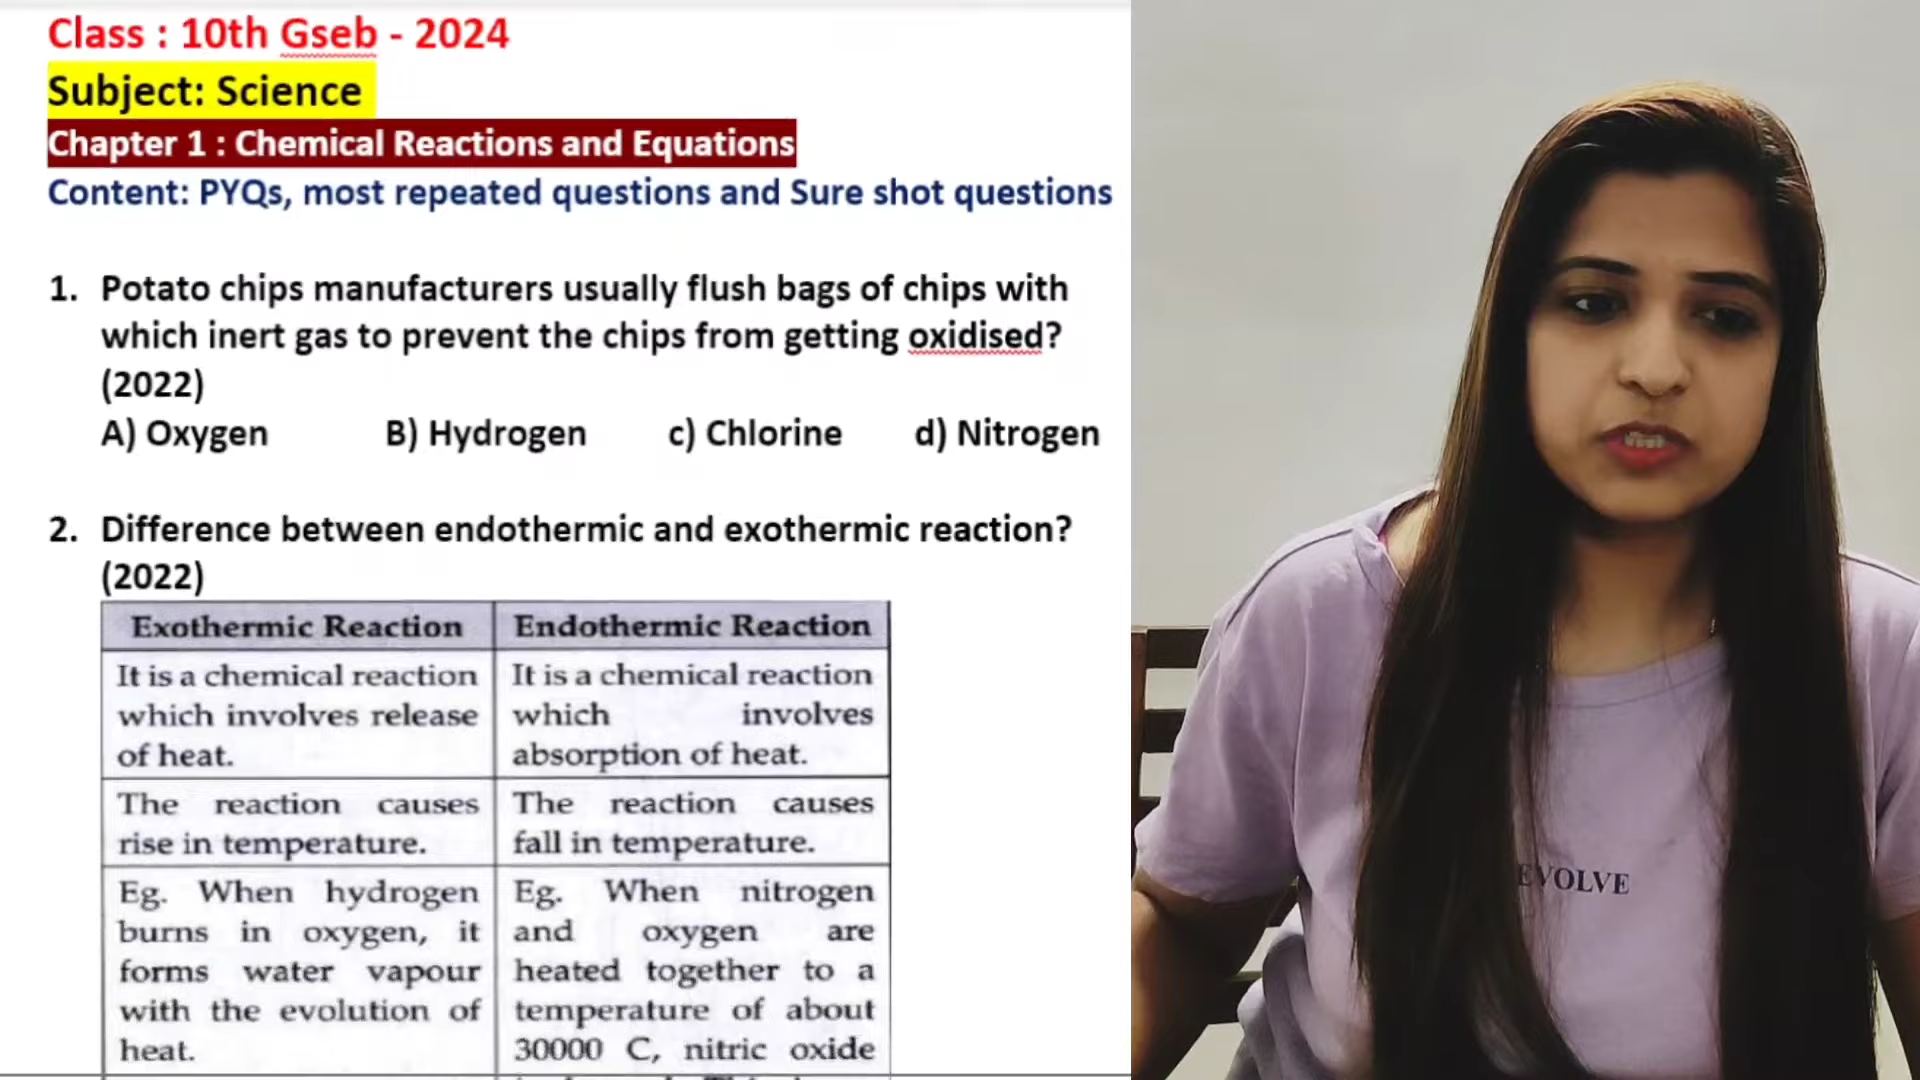 Class : 10th Gseb - 2024
Subject: Science
Chapter 1 : Chemical Reactions and Equations
Content: PYQs, most repeated questions and Sure shot questions
1. Potato chips manufacturers usually flush bags of chips with
which inert gas to prevent the chips from getting oxidised?
(2022)
A) Oxygen B) Hydrogen c) Chlorine d) Nitrogen
2. Difference between endothermic and exothermic reaction?
(2022)
Exothermic Reaction
It is a chemical reaction
which involves release
of heat.
The reaction causes
rise in temperature.
Eg. When hydrogen
burns in oxygen, it
forms water vapour
with the evolution of
heat.
Endothermic Reaction
It is a chemical reaction
which involves
absorption of heat.
The reaction causes
fall in temperature.
Eg. When nitrogen
and oxygen are
heated together to a
temperature of about
30000 C, nitric oxide
EVOLVE